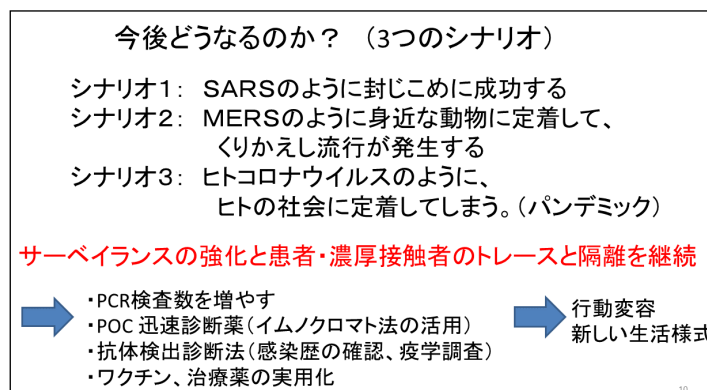 今後どうなるのか？　（3つのシナリオ）
シナリオ1：　SARSのように封じこめに成功する
シナリオ2：　MERSのように身近な動物に定着して、
くりかえし流行が発生する
シナリオ3：　ヒトコロナウイルスのように、
ヒトの社会に定着してしまう。（パンデミック）
サーベイランスの強化と患者・濃厚接触者のトレースと隔離を継続
・PCR検査数を増やす
・POC 迅速診断薬（イムノクロマト法の活用）
・抗体検出診断法（感染歴の確認、疫学調査）
・ワクチン、治療薬の実用化
行動変容
新しい生活様式